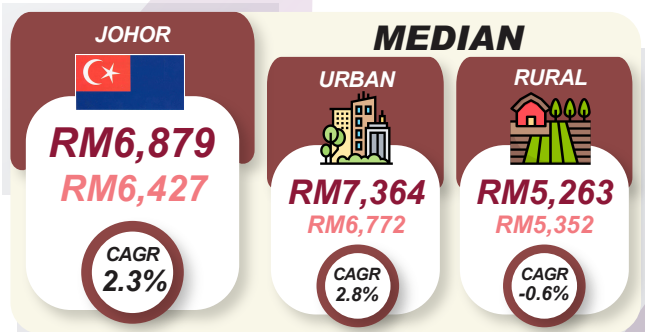 JOHOR
RM6,879
RM6,427
CAGR
2.3%
MEDIAN
URBAN
RM7,364
RM6,772
CAGR
2.8%
RURAL
RM5,263
RM5,352
CAGR
-0.6%